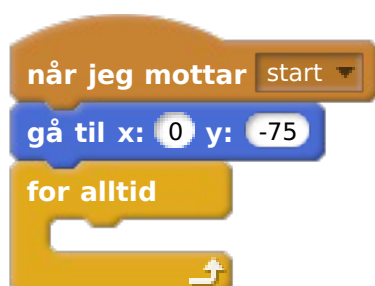 når jeg mottar start
gå til x: 0 y: -75
for alltid